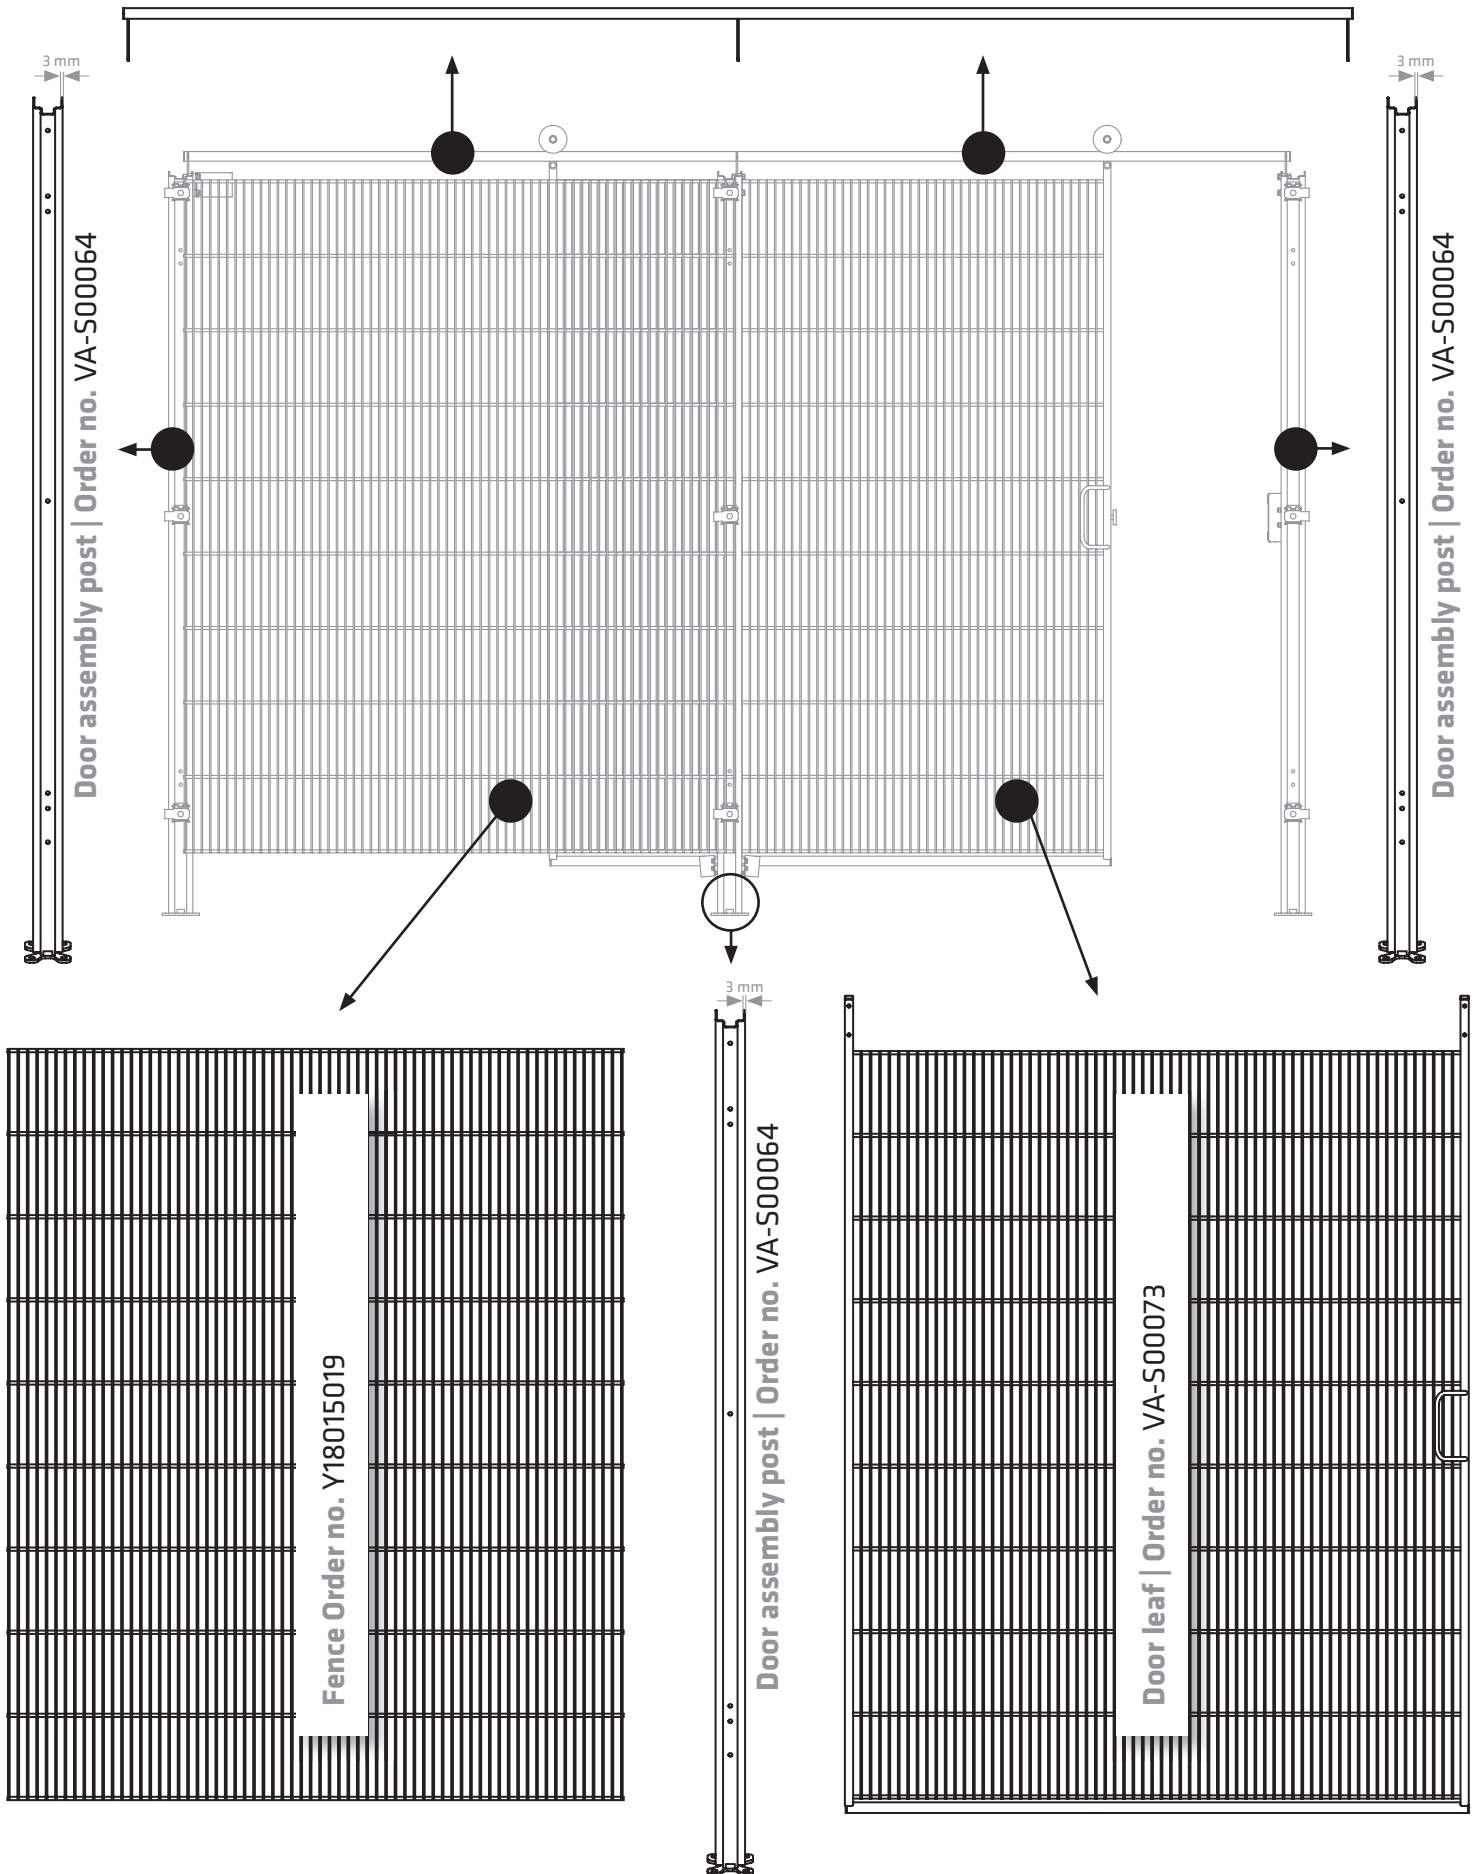 3 mm
3 mm
Door assembly post | Order no. VA-S00064
Door assembly post | Order no. VA-S00064
3 mm
Fence Order no. Y18015019
Door assembly post | Order no. VA-S00064
Door leaf | Order no. VA-S00073